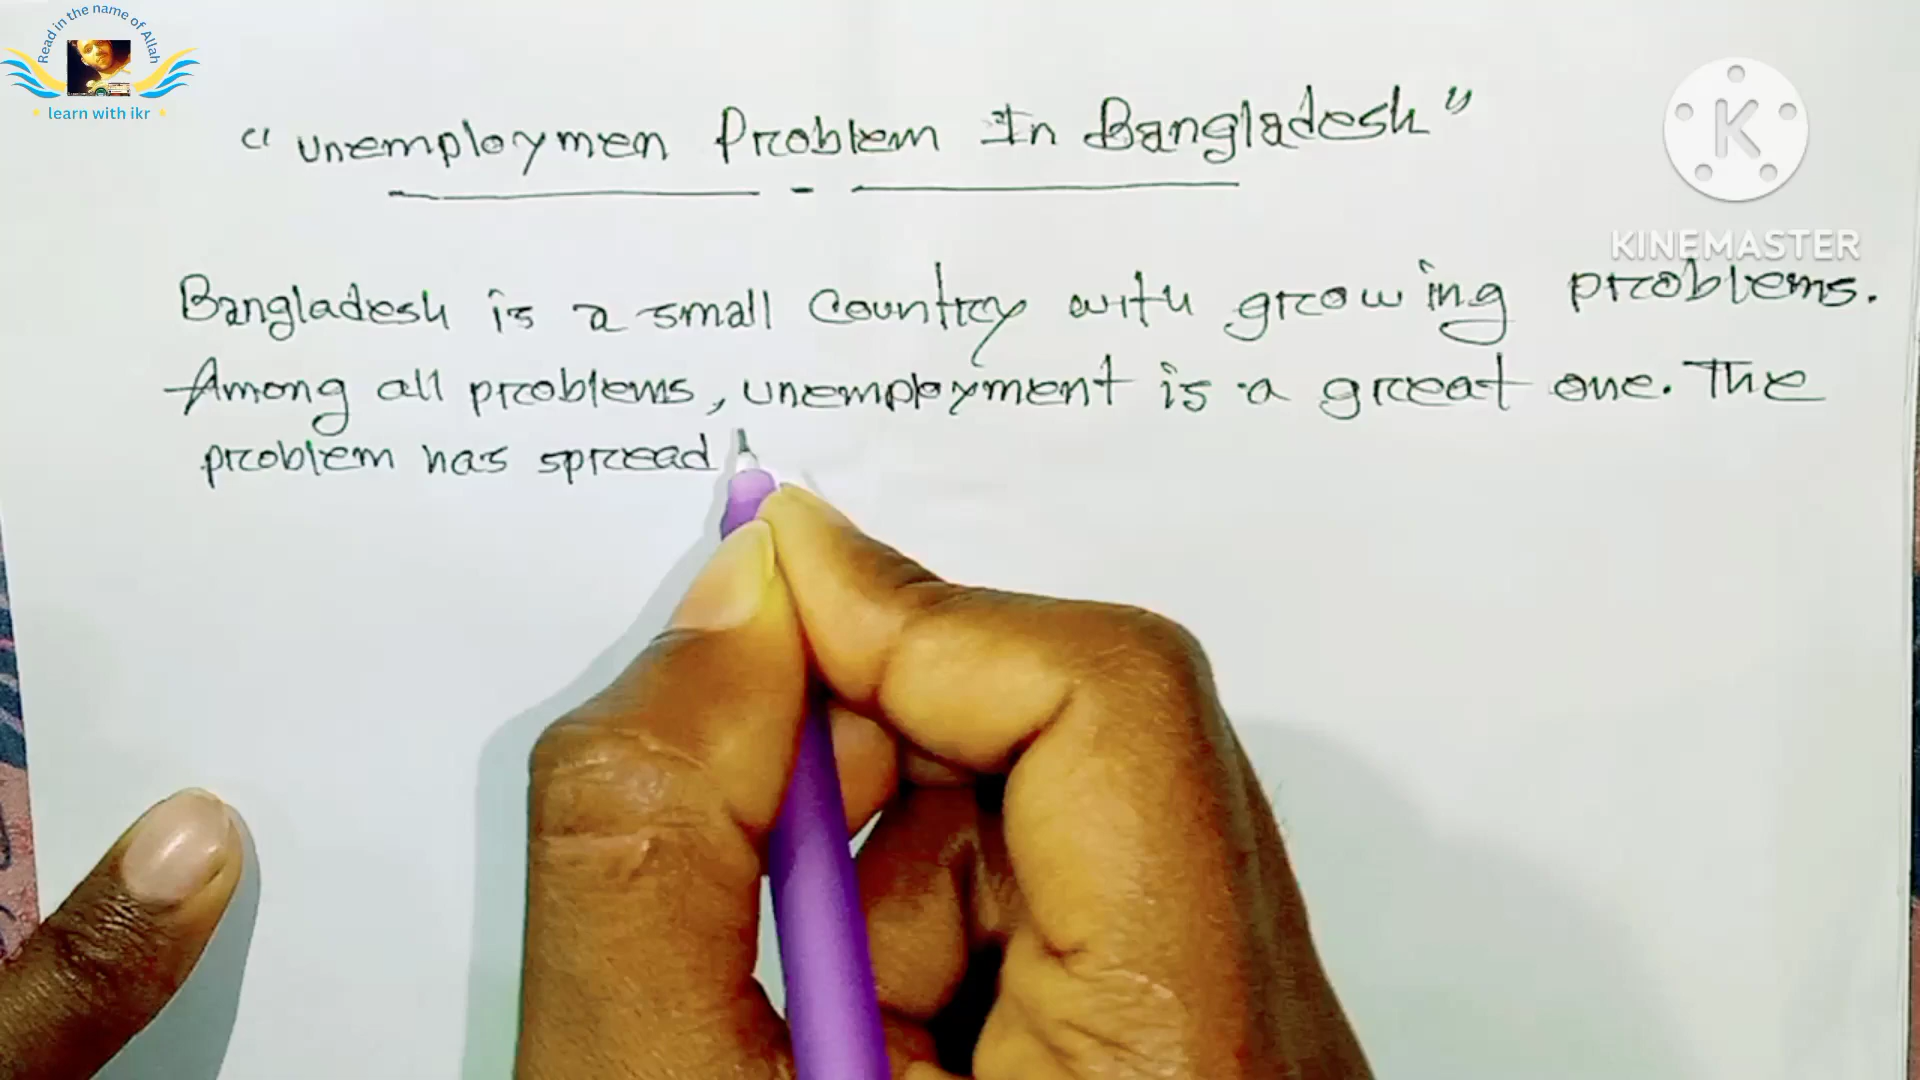 Read in the name of Allah
learn with ikr
"Unemploymen Problem In Bangladesh"
KINEMASTER
Bangladesh is a small country with growing problems.
Among all problems, unemployment is a great one. The
problem has spread